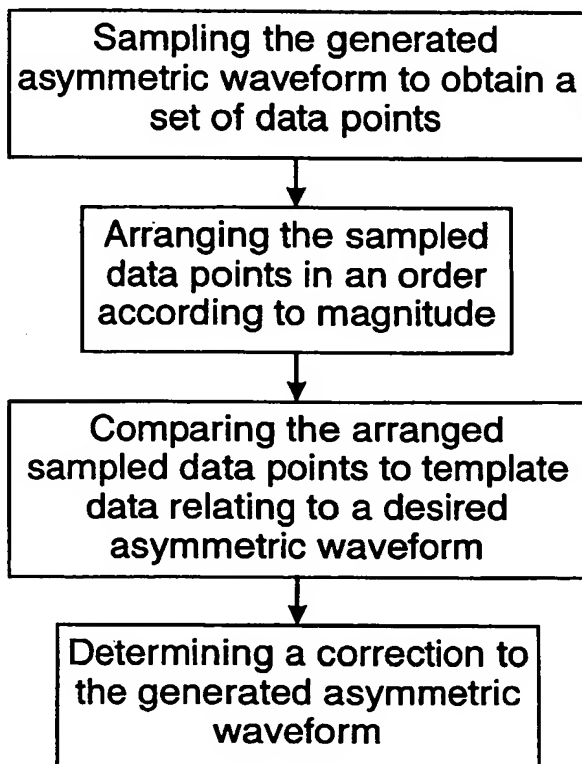 Sampling the generated
asymmetric waveform to obtain a
set of data points
Arranging the sampled
data points in an order
according to magnitude
Comparing the arranged
sampled data points to template
data relating to a desired
asymmetric waveform
Determining a correction to
the generated asymmetric
waveform